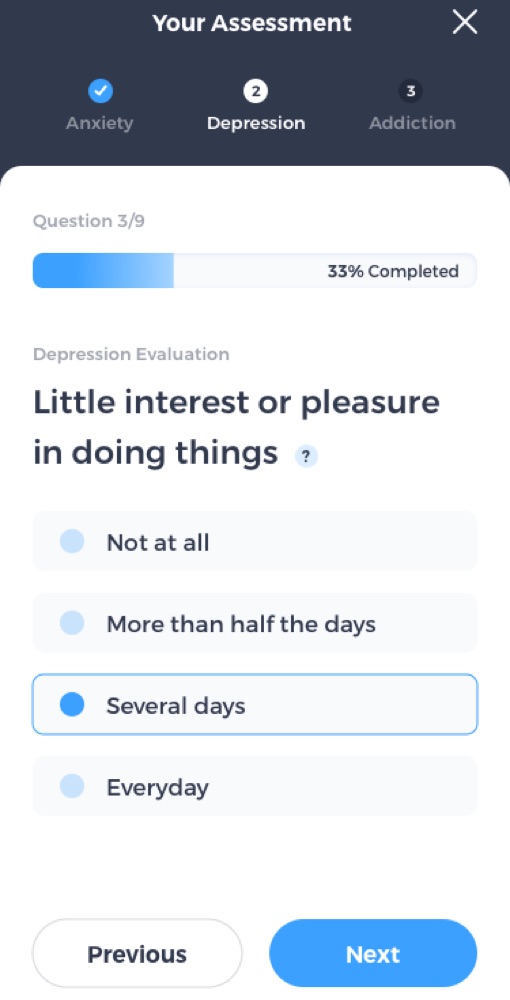 Your Assessment
2
3
Anxiety
Depression
Addiction
Question 3/9
33% Completed
Depression Evaluation
Little interest or pleasure
in doing things ?
Not at all
More than half the days
Several days
Everyday
Previous
Next